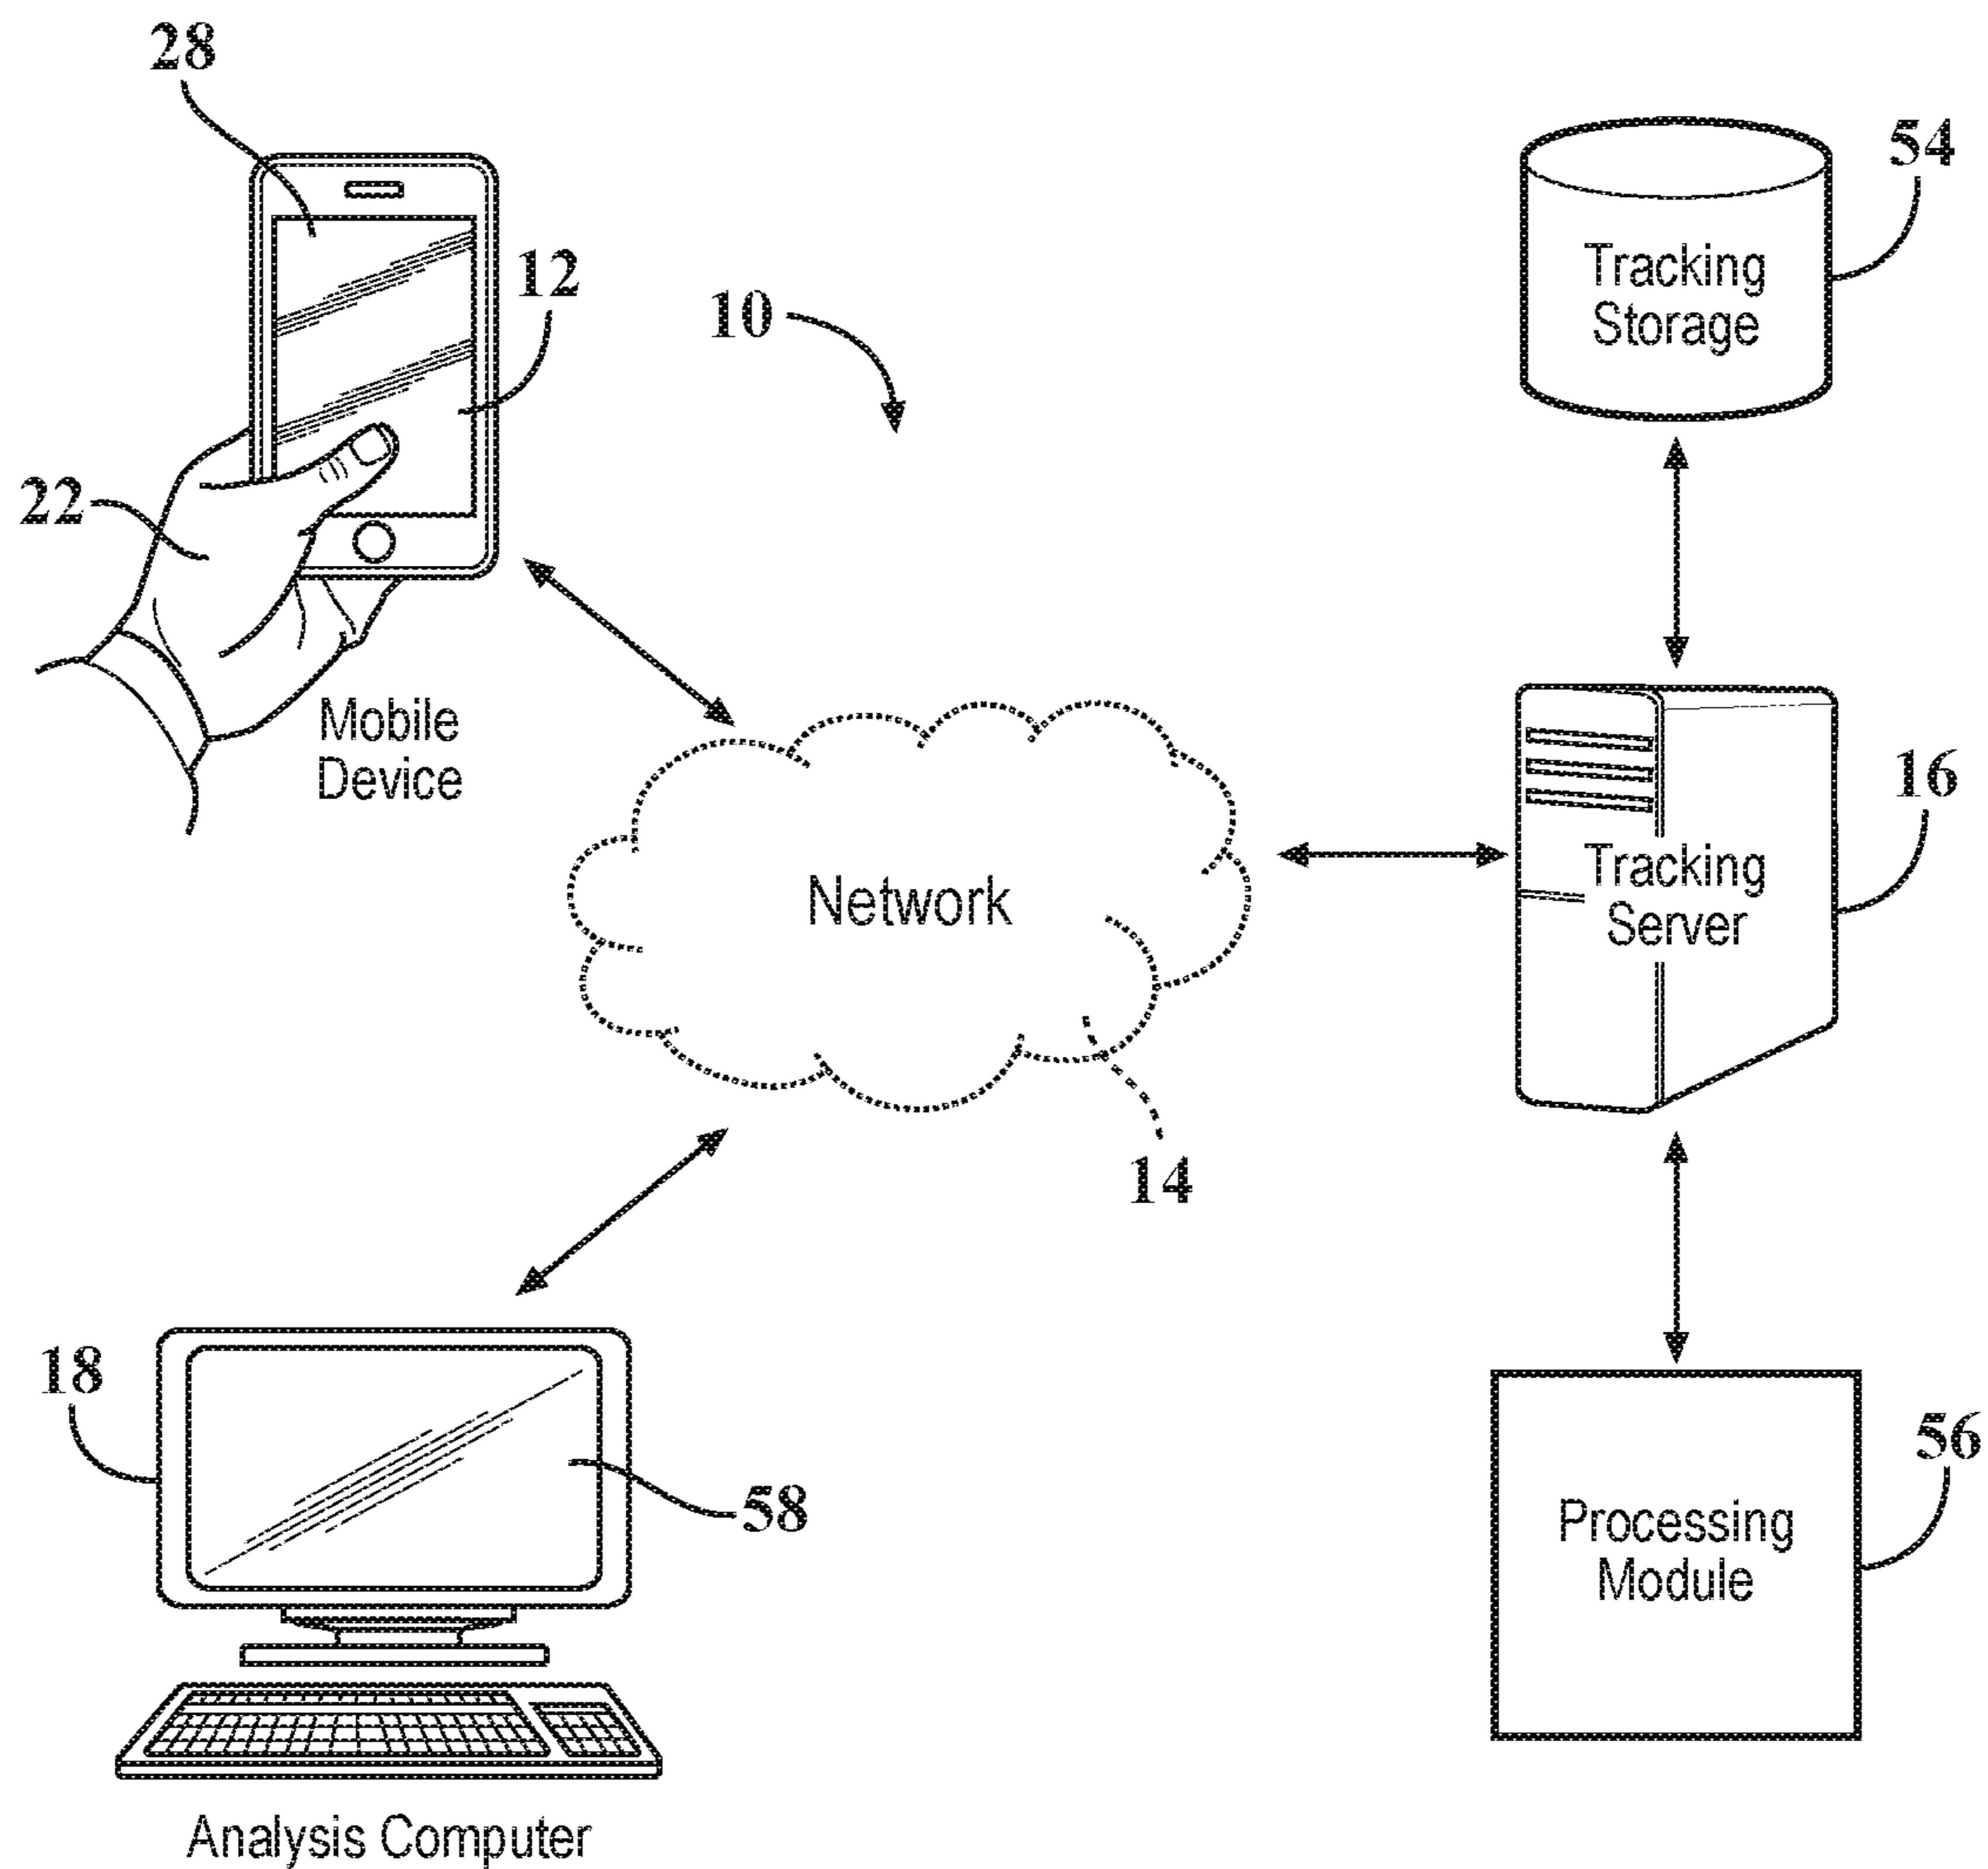 28
54
12
10
Tracking
Storage
22
Mobile
Device
16
Tracking
Server
Network
14
18
58
56
Processing
Module
Analysis Computer